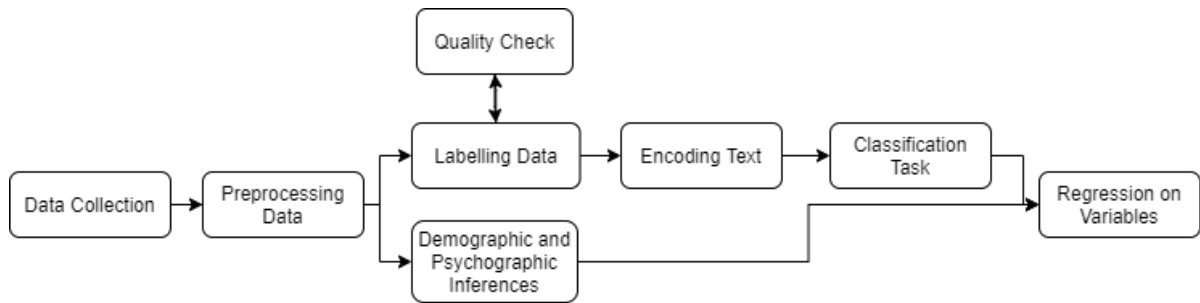 Quality Check
Data Collection
Preprocessing
Data
Labelling Data
Encoding Text
Classification
Task
Demographic and
Psychographic
Inferences
Regression on
Variables